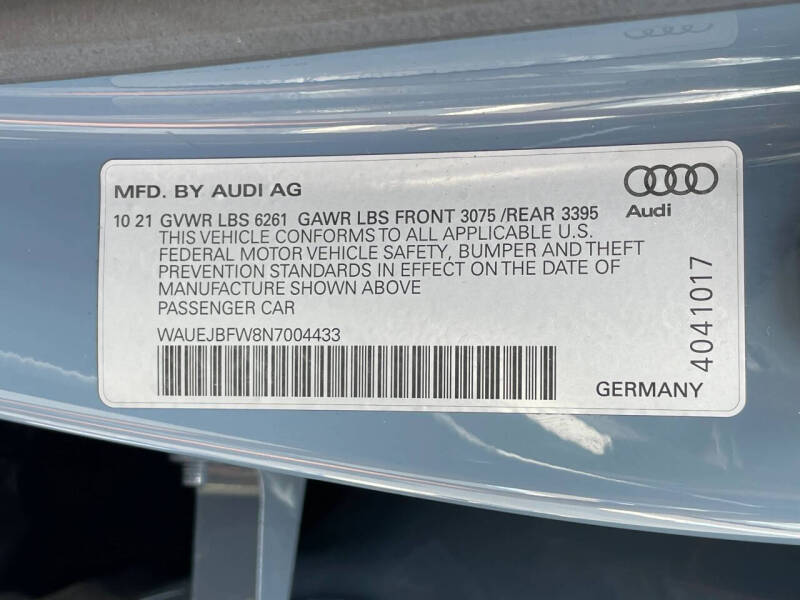 MFD. BY AUDI AG
10 21 GVWR LBS 6261 GAWR LBS FRONT 3075 /REAR 3395
THIS VEHICLE CONFORMS TO ALL APPLICABLE U.S.
FEDERAL MOTOR VEHICLE SAFETY, BUMPER AND THEFT
PREVENTION STANDARDS IN EFFECT ON THE DATE OF
MANUFACTURE SHOWN ABOVE
PASSENGER CAR
WAUEJBFW8N7004433
Audi
4041017
GERMANY